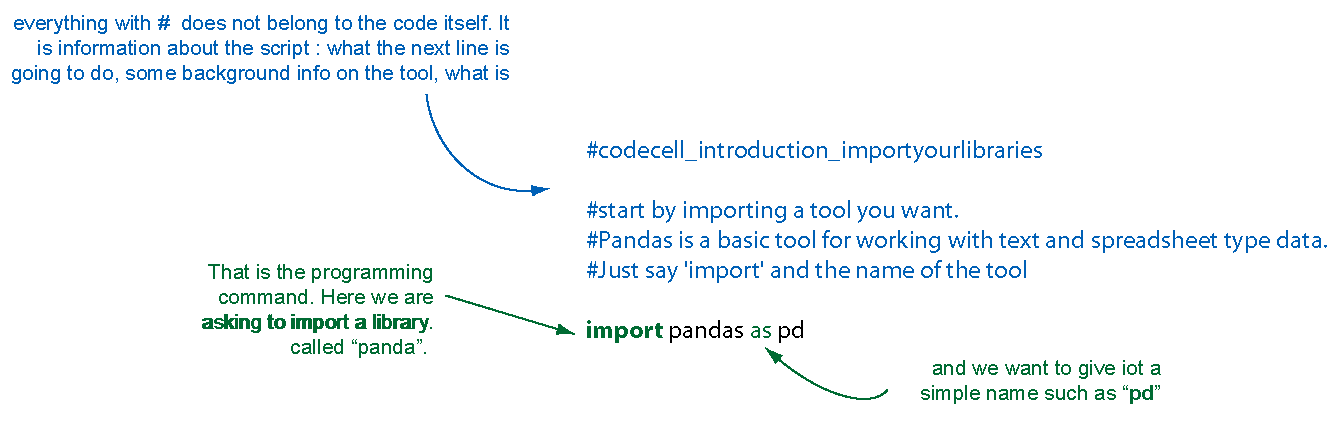 everything with # does not belong to the code itself. It
is information about the script : what the next line is
going to do, some background info on the tool, what is
#codecell_introduction_importyourlibraries
#start by importing a tool you want.
#Pandas is a basic tool for working with text and spreadsheet type data.
#Just say 'import' and the name of the tool
That is the programming
command. Here we are
asking to import a library.
called “panda”.
import pandas as pd
and we want to give iot a
simple name such as “pd”